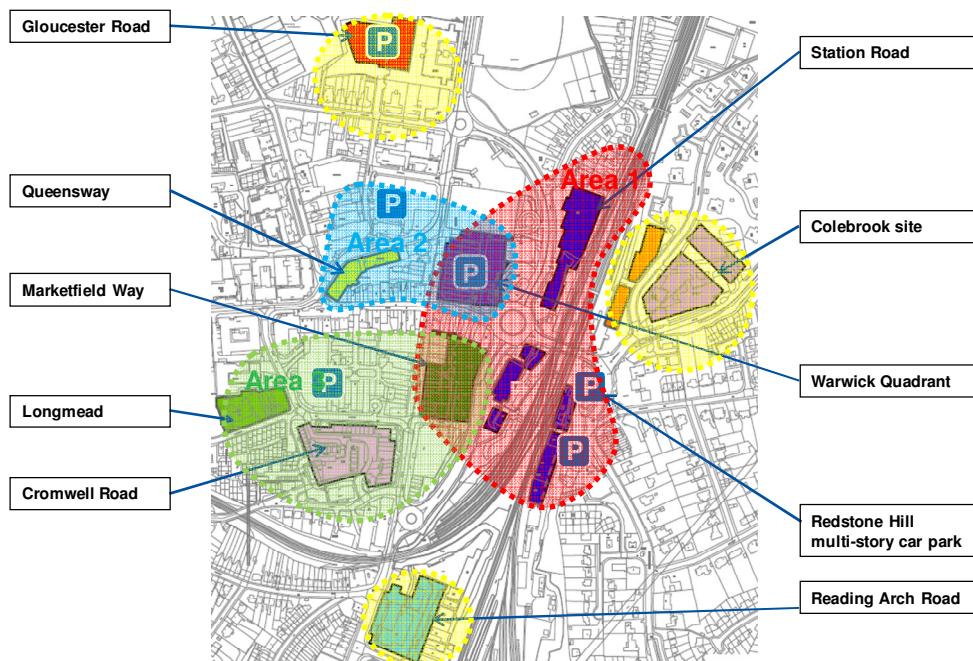 Gloucester Road
Station Road
P
Area 1
Queensway
P
Area 2
Colebrook site
P
Marketfield Way
Area
P
P
Warwick Quadrant
Longmead
P
Cromwell Road
Redstone Hill
multi-story car park
Reading Arch Road